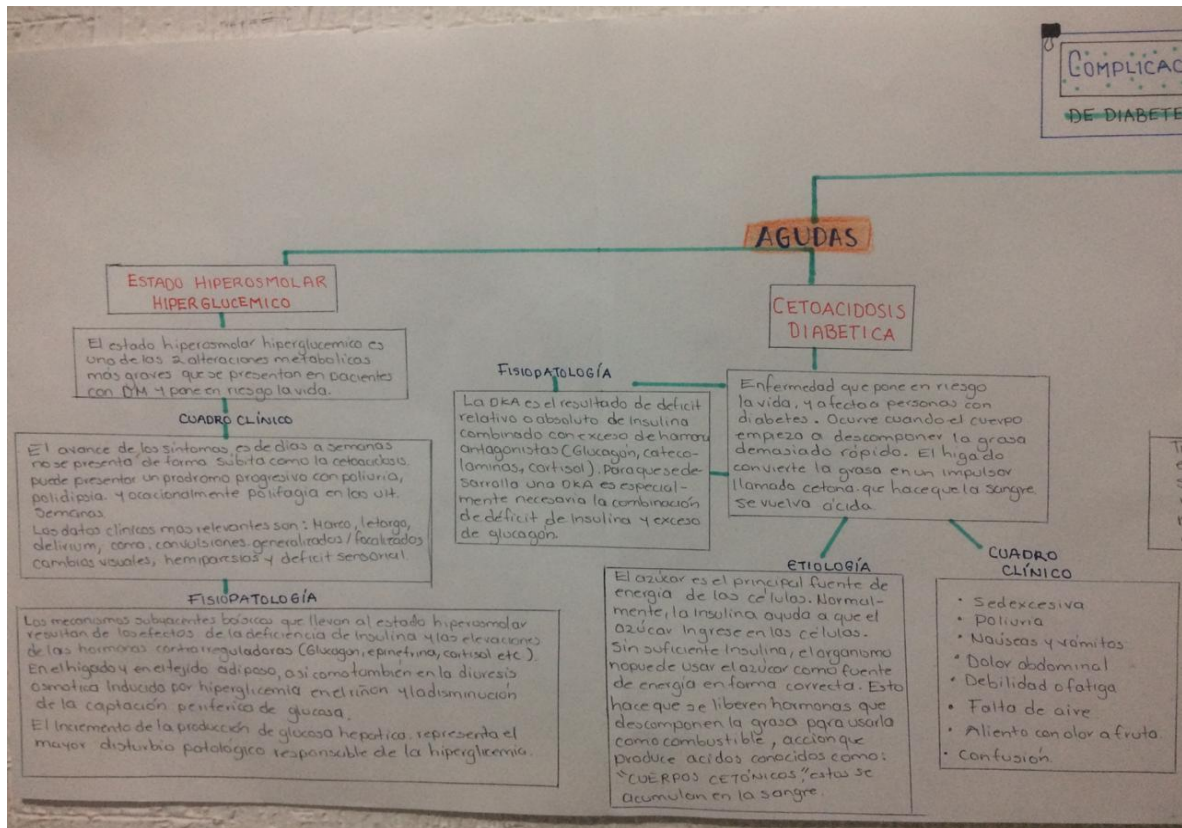 COMPLICAC
DE DIABETE
AGUDAS
ESTADO HIPEROSMOLAR
HIPERGLUCEMICO
El estado hiperosmolar hiperglucemico es
una de las 2 alteraciones metabolicas
más graves que se presentan en pacientes
con DM y pone en riesgo la vida.
CUADRO CLÍNICO
El avance de los síntomas es de días a semanas
no se presenta de forma súbita como la cetoacidosis.
puede presentar un prodromo progresivo con poliuria,
polidipsia. y ocacionalmente polifagia en las ult.
Semanas.
Los datos clinicos mas relevantes son: Mareo, letargo,
delirium, coma, convulsiones generalizadas / focalizadas
cambios visuales, hemiparesias y deficit sensorial
FISIOPATOLOGÍA
Los mecanismos subyacentes basicos que llevan al estado hiperosmolar
resultan de los efectos de la deficiencia de Insulina y las elevaciones
de las hormonas contrarreguladoras (Glucagon, epinefrina, cortisol etc).
En el higado y en el tejido adiposo, asi como también en la diuresis
osmotica Inducida por hiperglicemia en el riñon y la disminución
de la captación periferica de glucosa.
El Incremento de la producción de glucosa hepatica. representa el
mayor disturbio patológico responsable de la hiperglicemia.
CETOACIDOSIS
DIABETICA
Enfermedad que pone en riesgo
la vida, y afecta a personas con
diabetes. Ocurre cuando el cuerpo
empieza a descomponer la grasa
demasiado rápido. El higado
convierte la grasa en un impulsor
llamado cetona. que hace que la sangre
se vuelva ácida
FISIOPATOLOGÍA
La DKA es el resultado de deficit
relativo o absoluto de Insulina
combinado con exceso de hormon
antagonistas (Glucagon, cateco-
laminas, cortisol). Para que se de-
sarrolla una DKA es especial-
mente necesaria la combinación
de déficit de Insulina y exceso
de glucagon.
ETIOLOGÍA
El azúcar es el principal fuente de
energía de las células. Normal-
mente, la Insulina ayuda a que el
azúcar Ingrese en las células.
Sin suficiente Insulina, el organismo
no puede usar el azúcar como fuente
de energía en forma correcta. Esto
hace que se liberen hormonas que
descomponen la grasa para usarla
como combustible, acción que
produce acidos conocidos como:
"CUERPOS CETÓNICOS," estos se
acumulan en la sangre.
CUADRO
CLÍNICO
• Sed excesiva
• Poliuria
• Naúseas y vómitos
• Dolor abdominal
• Debilidad o fatiga
• Falta de aire
• Aliento con olor a fruta.
• Confusión